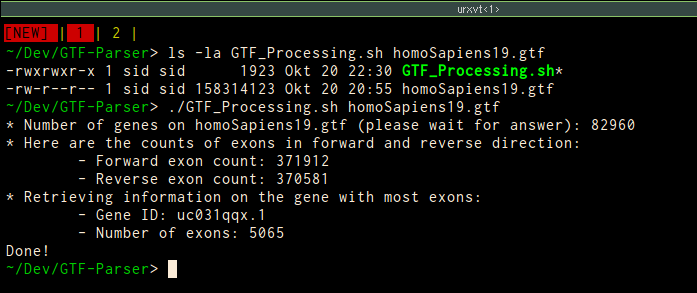 urxvt<1>
[NEW] | 1 | 2 |
~/Dev/GTF-Parser> ls -la GTF_Processing.sh homoSapiens19.gtf
-rwxrwxr-x 1 sid sid      1923 Okt 20 22:30 GTF_Processing.sh*
-rw-r--r-- 1 sid sid 158314123 Okt 20 20:55 homoSapiens19.gtf
~/Dev/GTF-Parser> ./GTF_Processing.sh homoSapiens19.gtf
* Number of genes on homoSapiens19.gtf (please wait for answer): 82960
* Here are the counts of exons in forward and reverse direction:
        - Forward exon count: 371912
        - Reverse exon count: 370581
* Retrieving information on the gene with most exons:
        - Gene ID: uc031qqx.1
        - Number of exons: 5065
Done!
~/Dev/GTF-Parser>